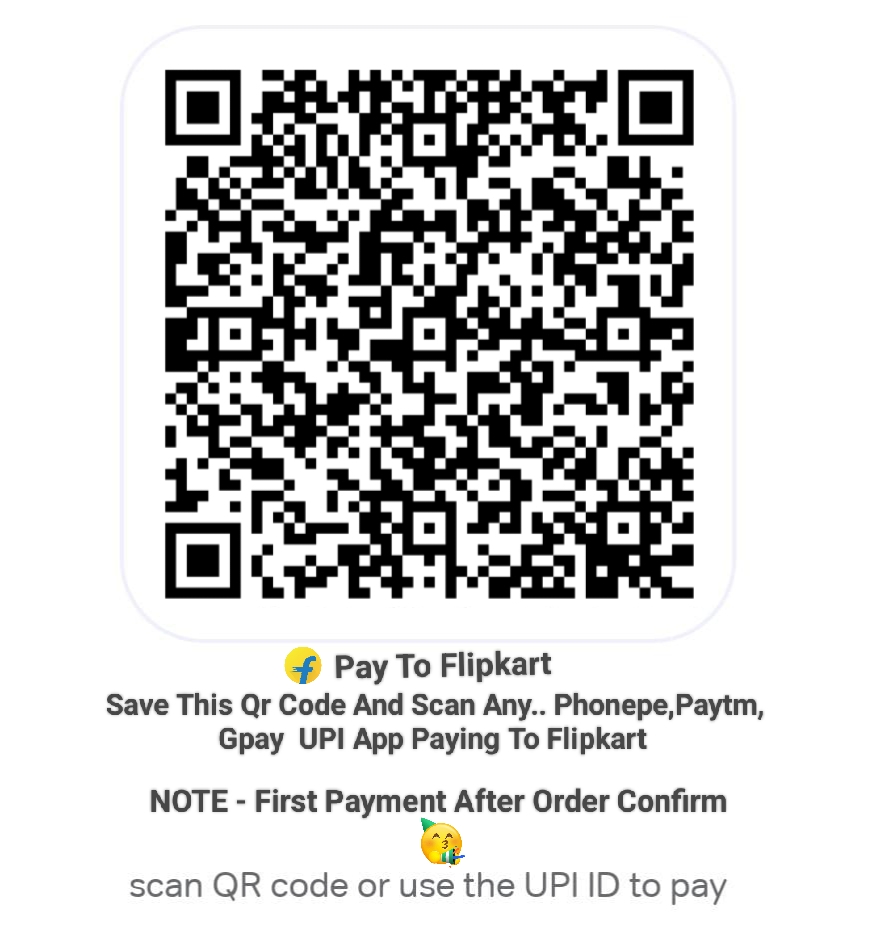 Pay To Flipkart
Save This Qr Code And Scan Any.. Phonepe,Paytm,
Gpay UPI App Paying To Flipkart
NOTE - First Payment After Order Confirm
scan QR code or use the UPI ID to pay